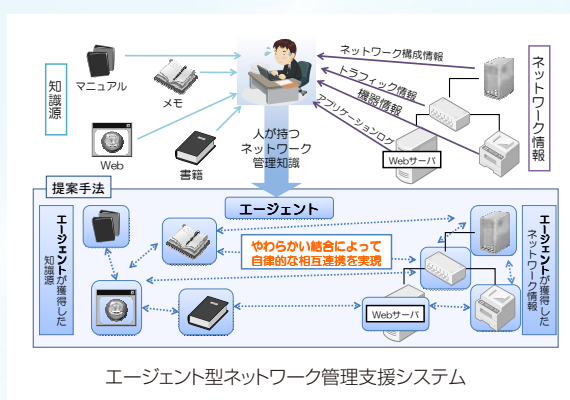 知識源
マニュアル
メモ
Web
書籍
ネットワーク構成情報
トラフィック情報
機器情報
アプリケーションログ
Webサーバ
ネットワーク情報
人が持つ
ネットワーク
管理知識
提案手法
エージェント
エージェントが獲得した
知識源
やわらかい結合によって
自律的な相互連携を実現
Webサーバ
エージェントが獲得した
ネットワーク情報
エージェント型ネットワーク管理支援システム